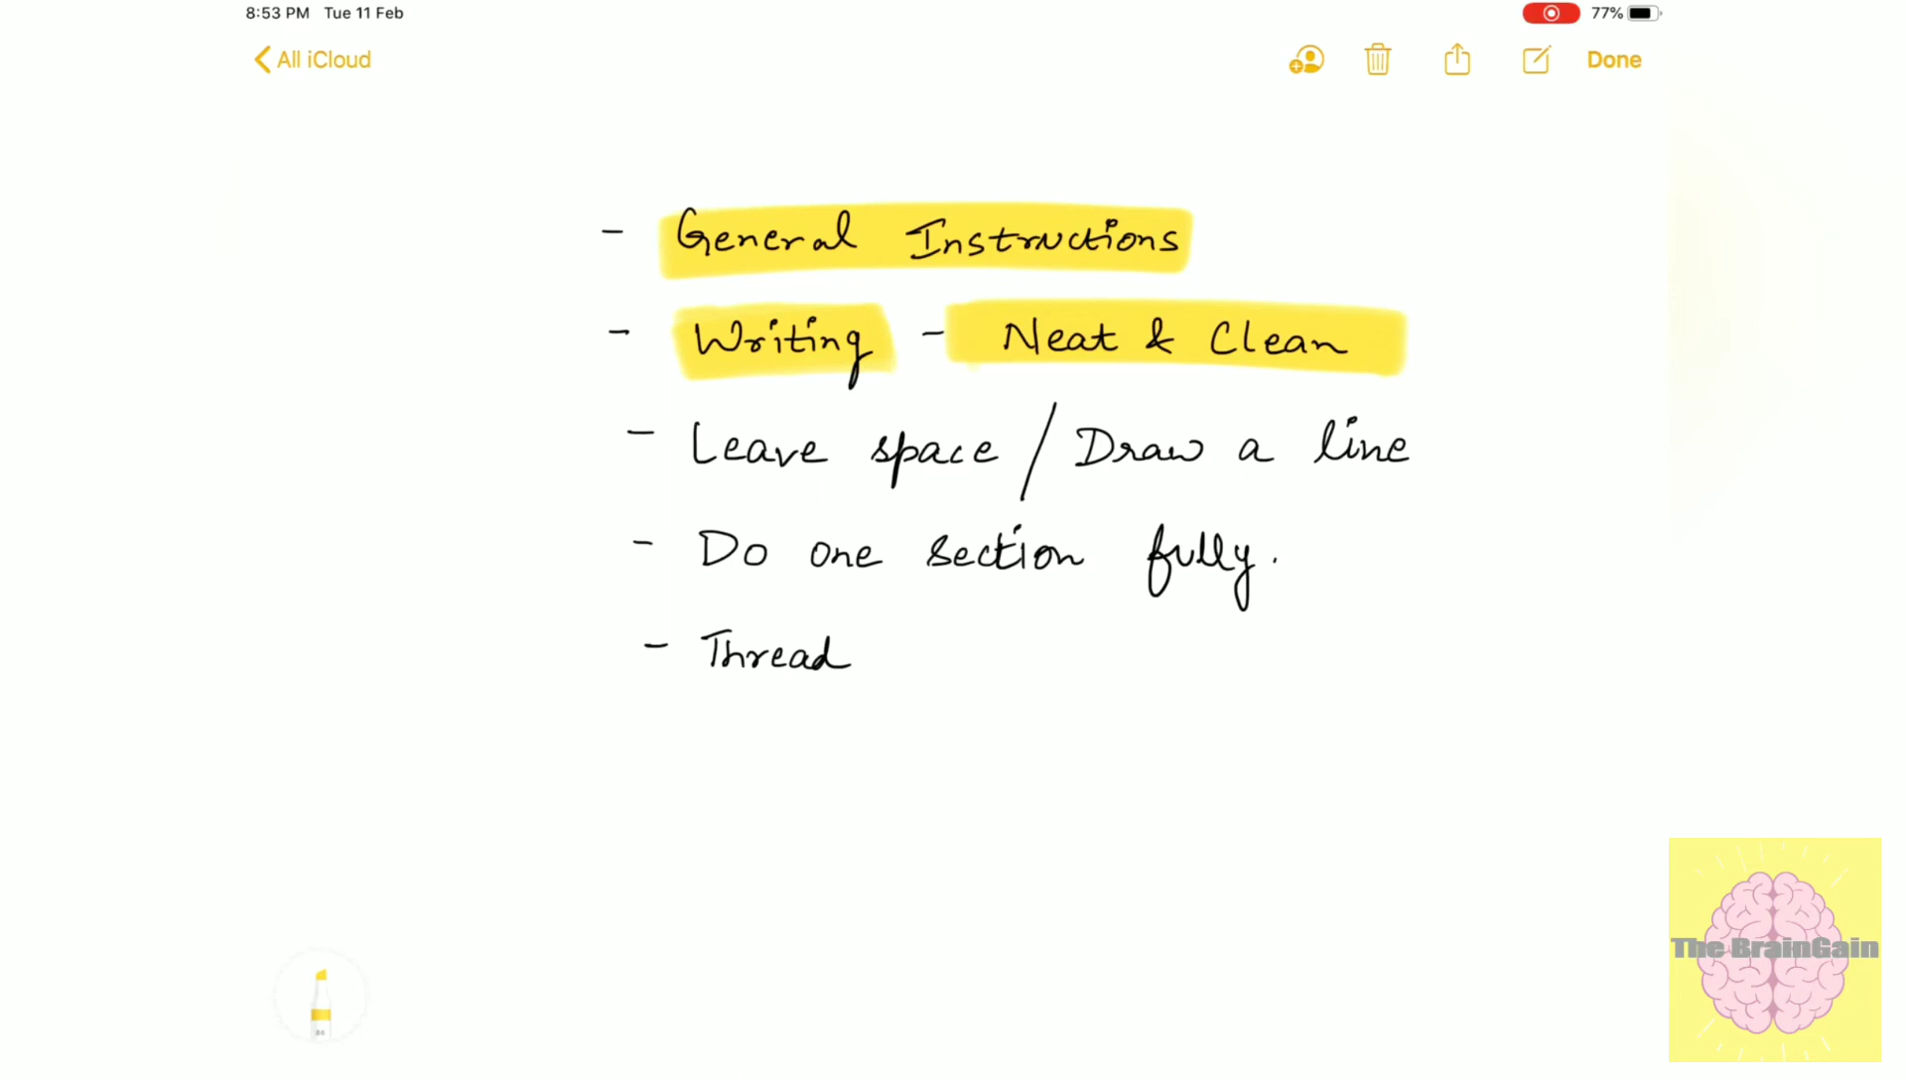 8:53 PM Tue 11 Feb 77%
All iCloud Done
- General Instructions
- Writing - Neat & Clean
- Leave space / Draw a line
- Do one section fully.
- Thread
The BrainGain